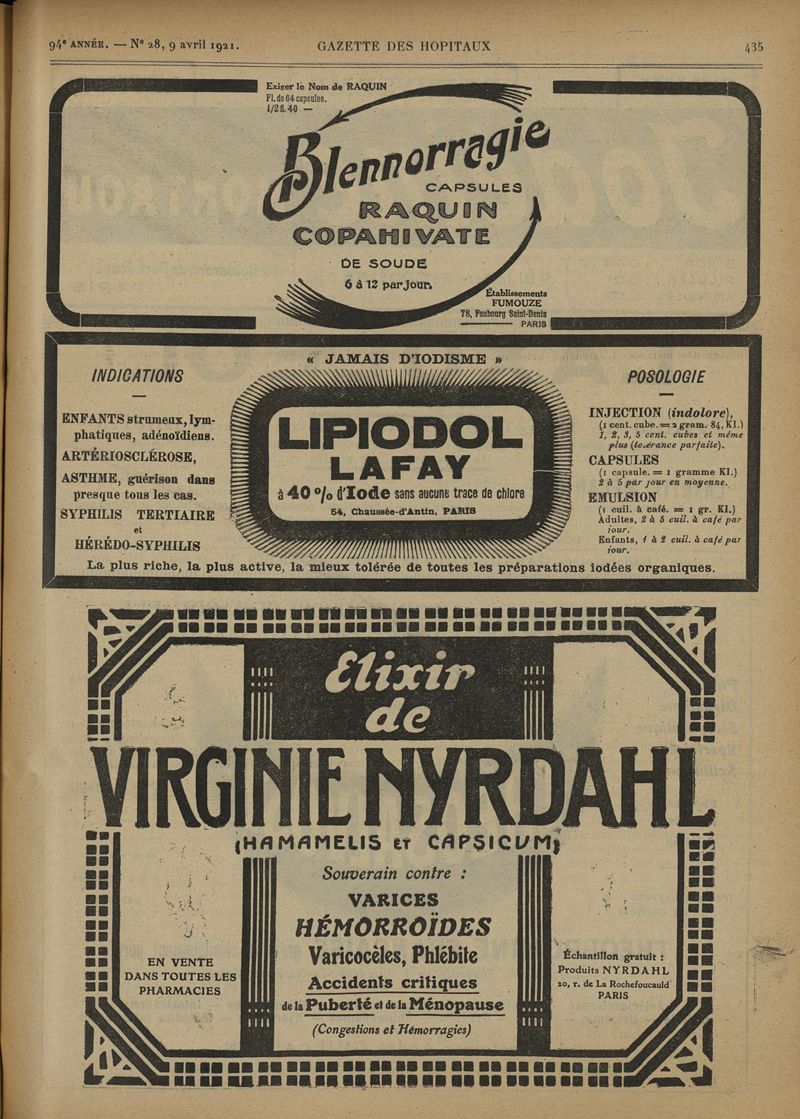 94e ANNÉE. — No 28, 9 avril 1921.
GAZETTE DES HOPITAUX
435
Exiger le Nom de RAQUIN
Fl. de 64 capsules.
1/2 fl. 40 —
Blennorragie
CAPSULES
RAQUIN
COPAHIVATE
DE SOUDE
6 à 12 par jour.
Établissements
FUMOUZE
78, Faubourg Saint-Denis
PARIS
« JAMAIS D'IODISME »
INDICATIONS
ENFANTS strumeux, lym-
phatiques, adénoïdiens.
ARTÉRIOSCLÉROSE,
ASTHME, guérison dans
presque tous les cas.
SYPHILIS TERTIAIRE
et
HÉRÉDO-SYPHILIS
LIPIODOL
LAFAY
à 40 % d'Iode sans aucune trace de chlore
54, Chaussée-d'Antin, PARIS
POSOLOGIE
INJECTION (indolore),
(1 cent. cube. = 2 gram. 84, KI.)
1, 2, 3, 5 cent. cubes et même
plus (tolérance parfaite).
CAPSULES
(1 capsule. = 1 gramme KI.)
2 à 5 par jour en moyenne.
EMULSION
(1 cuil. à café. = 1 gr. KI.)
Adultes, 2 à 5 cuil. à café par
jour.
Enfants, 1 à 2 cuil. à café par
jour.
La plus riche, la plus active, la mieux tolérée de toutes les préparations iodées organiques.
Elixir
de
VIRGINIE NYRDAHL
(HAMAMELIS ET CAPSICUM)
Souverain contre :
VARICES
HÉMORROÏDES
Varicocèles, Phlébite
Accidents critiques
de la Puberté et de la Ménopause
(Congestions et Hémorragies)
EN VENTE
DANS TOUTES LES
PHARMACIES
Échantillon gratuit :
Produits NYRDAHL
20, r. de La Rochefoucauld
PARIS